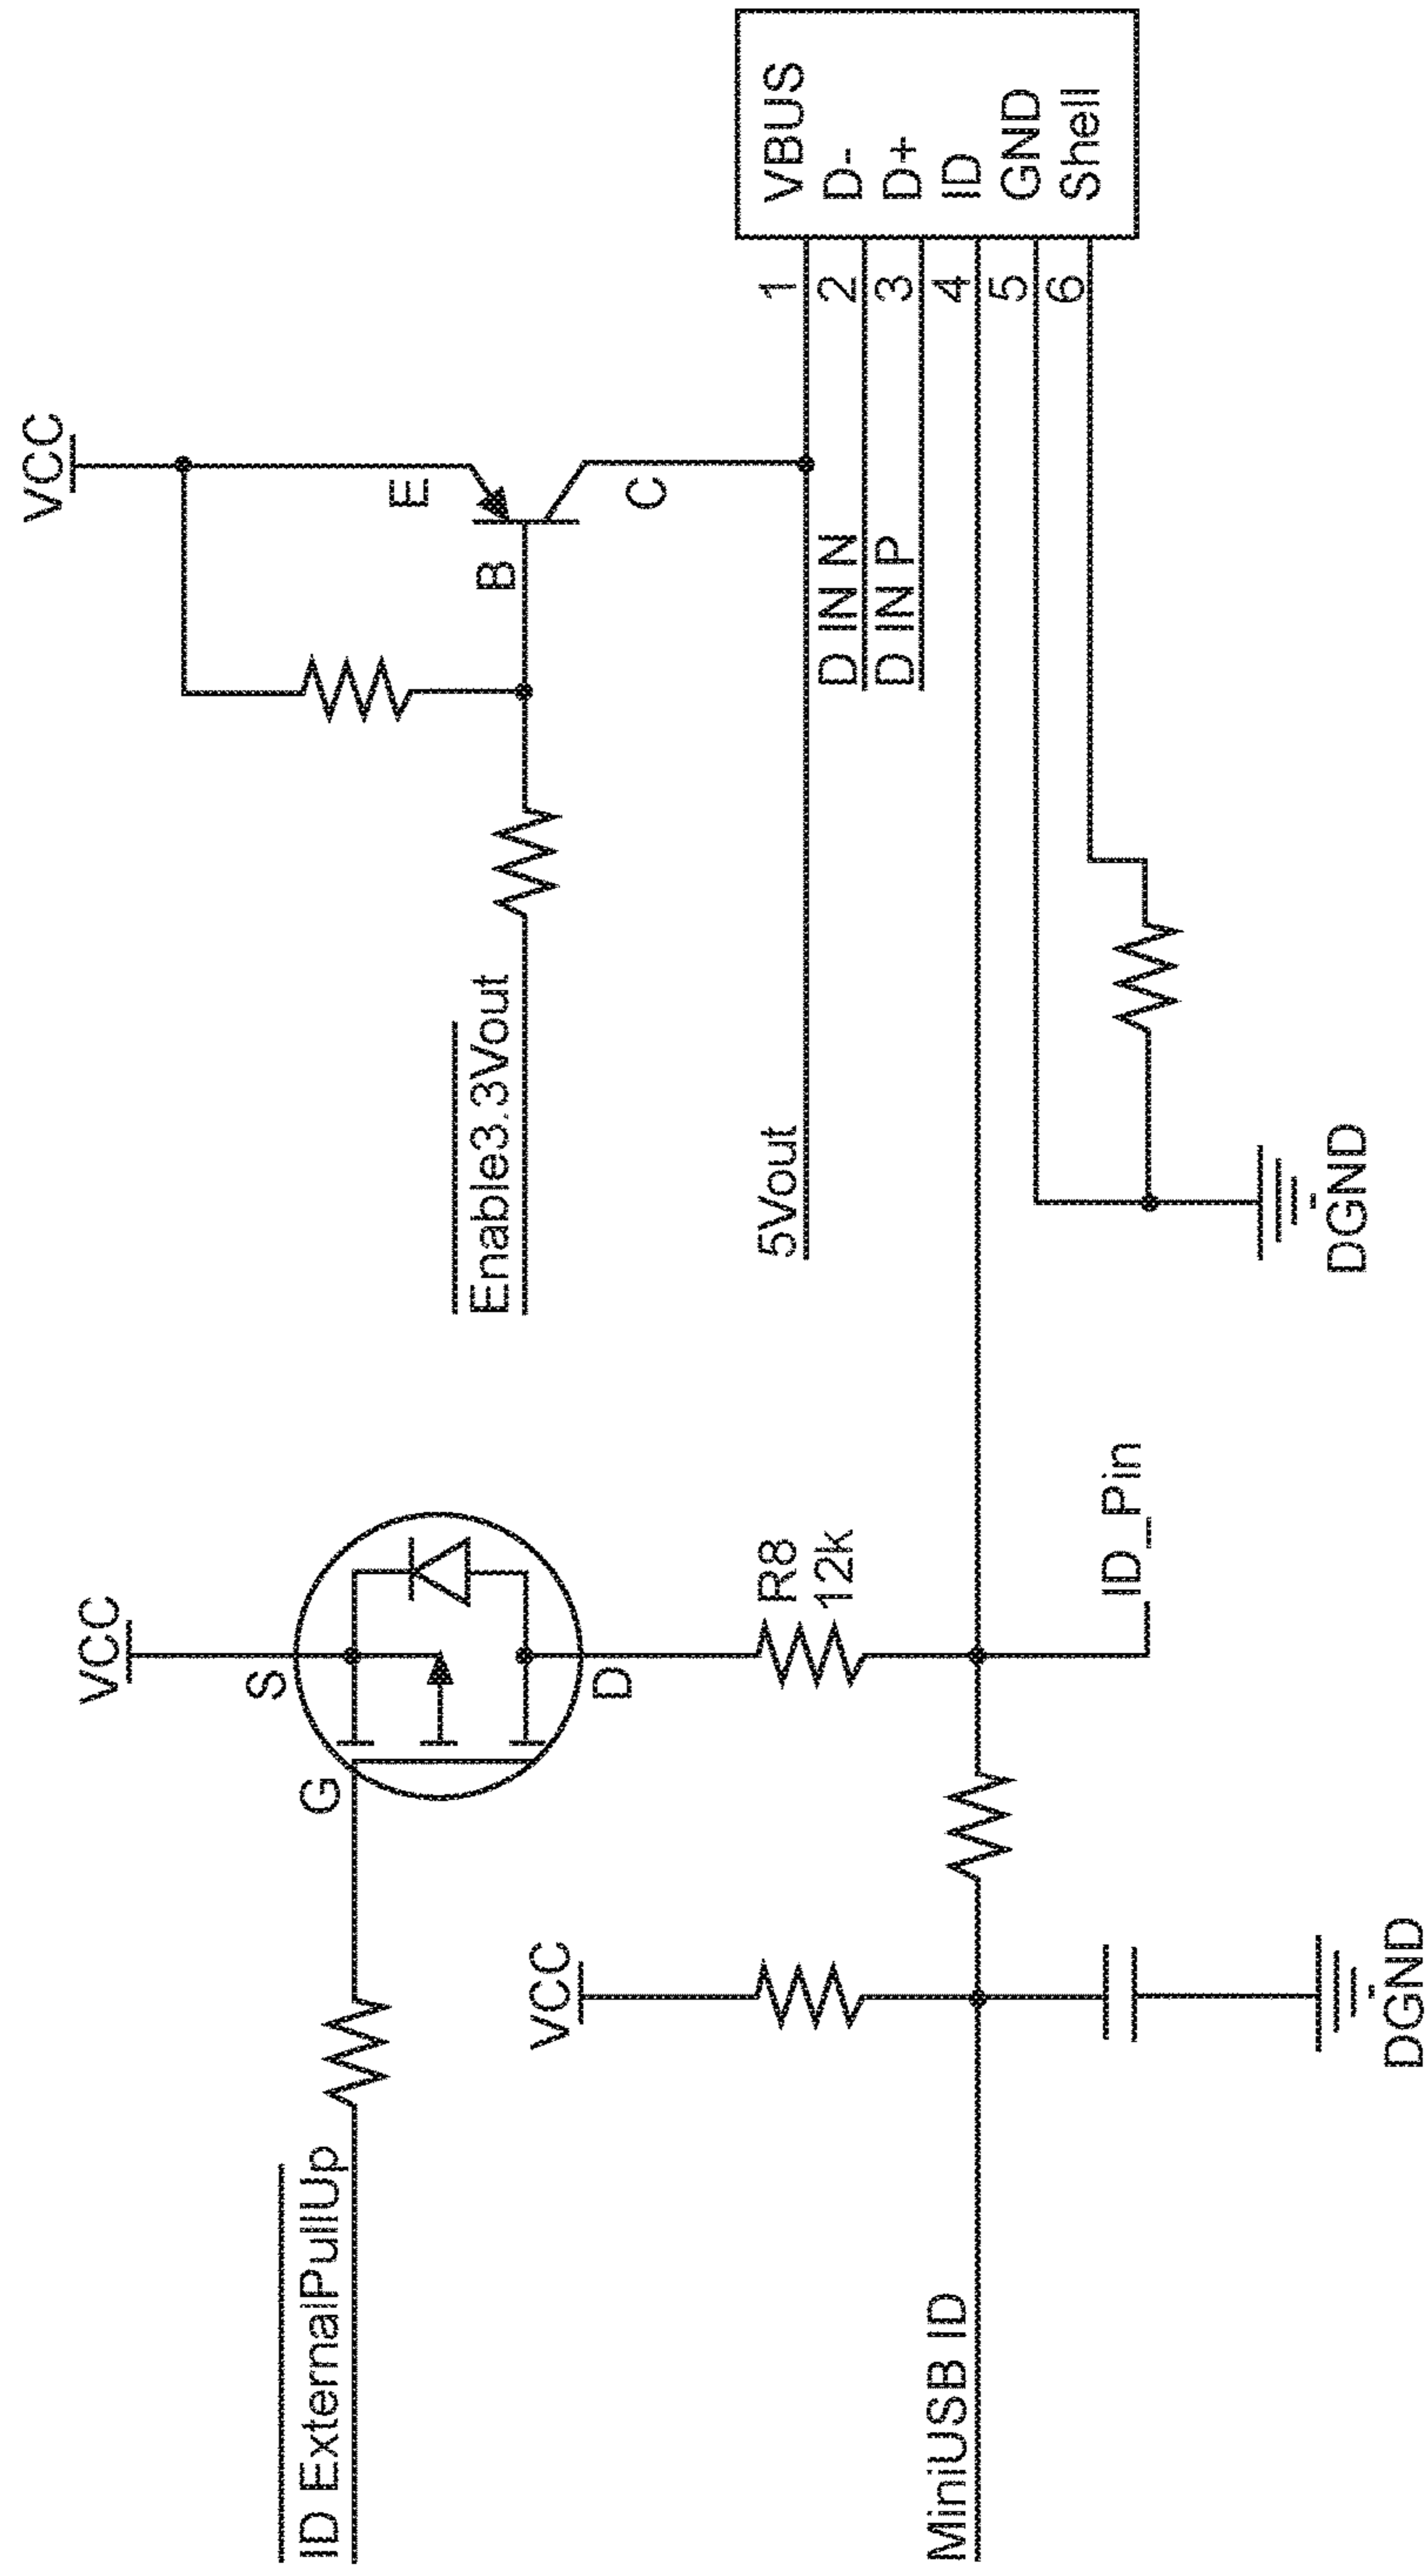 VCC
S
G
D
ID ExternalPullUp
R8
12k
VCC
MiniUSB ID
DGND
ID_Pin
VCC
E
B
C
Enable3.3Vout
5Vout
D IN N
D IN P
DGND
1 VBUS
2 D-
3 D+
4 ID
5 GND
6 Shell